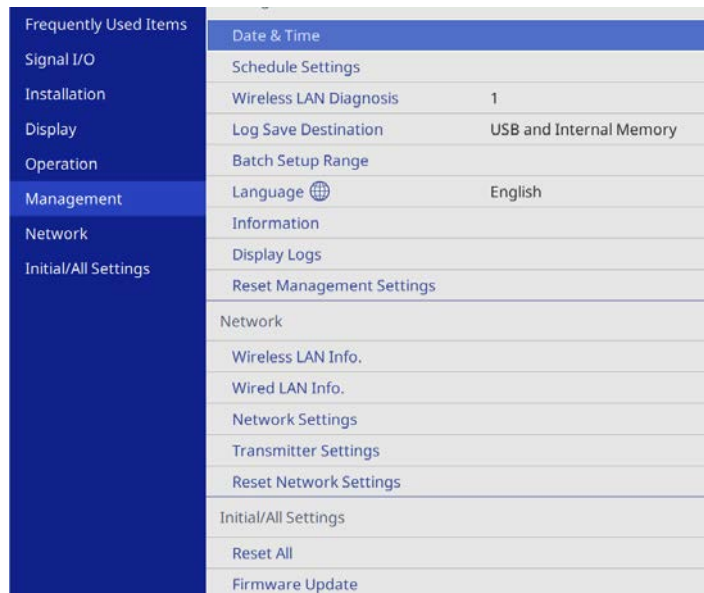 Frequently Used Items
Signal I/O
Installation
Display
Operation
Management
Network
Initial/All Settings
Date & Time
Schedule Settings
Wireless LAN Diagnosis 1
Log Save Destination USB and Internal Memory
Batch Setup Range
Language English
Information
Display Logs
Reset Management Settings
Network
Wireless LAN Info.
Wired LAN Info.
Network Settings
Transmitter Settings
Reset Network Settings
Initial/All Settings
Reset All
Firmware Update